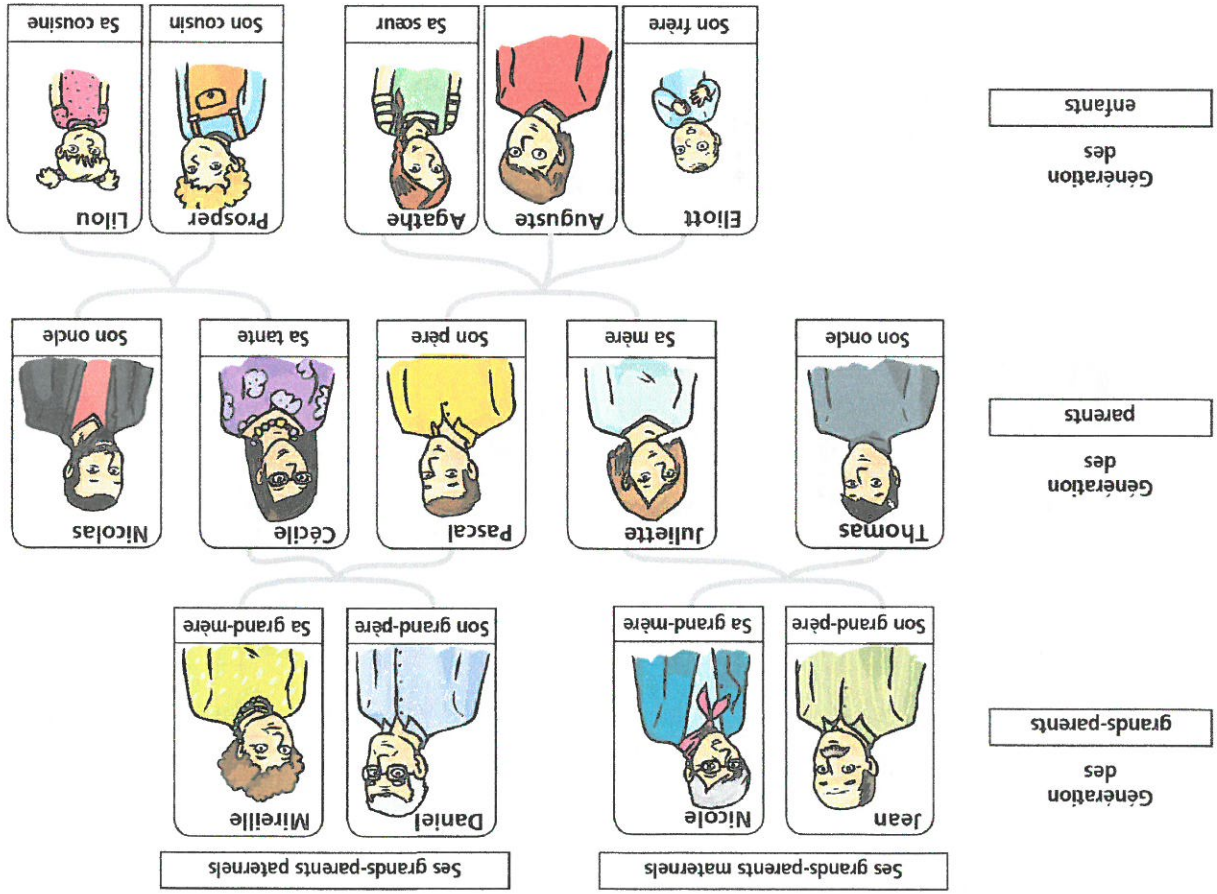 Ses grands-parents maternels
Ses grands-parents paternels
Génération
des
grands-parents
Jean
Son grand-père
Nicole
Sa grand-mère
Daniel
Son grand-père
Mireille
Sa grand-mère
Génération
des
parents
Thomas
Son oncle
Juliette
Sa mère
Pascal
Son père
Cécile
Sa tante
Nicolas
Son oncle
Génération
des
enfants
Eliott
Son frère
Auguste
Agathe
Sa sœur
Prosper
Son cousin
Lilou
Sa cousine